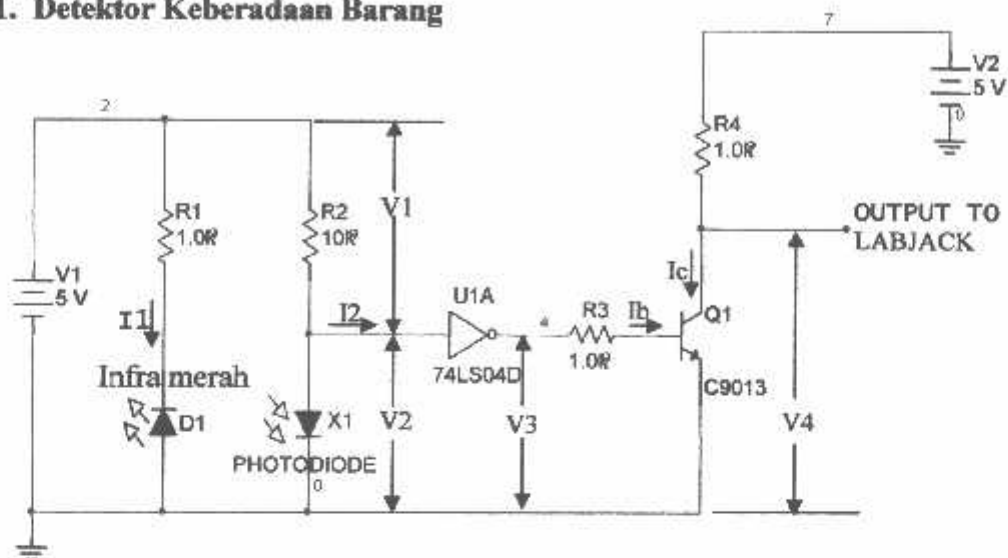 1. Detektor Keberadaan Barang
7
V2
5 V
0
2
R4
1.0K
R1
1.0K
R2
10K
V1
OUTPUT TO
LABJACK
V1
5 V
Ic
I1
I2
U1A
4
R3
Ib
Q1
1.0K
74LS04D
Infra merah
C9013
D1
X1
V2
V3
V4
PHOTODIODE
0